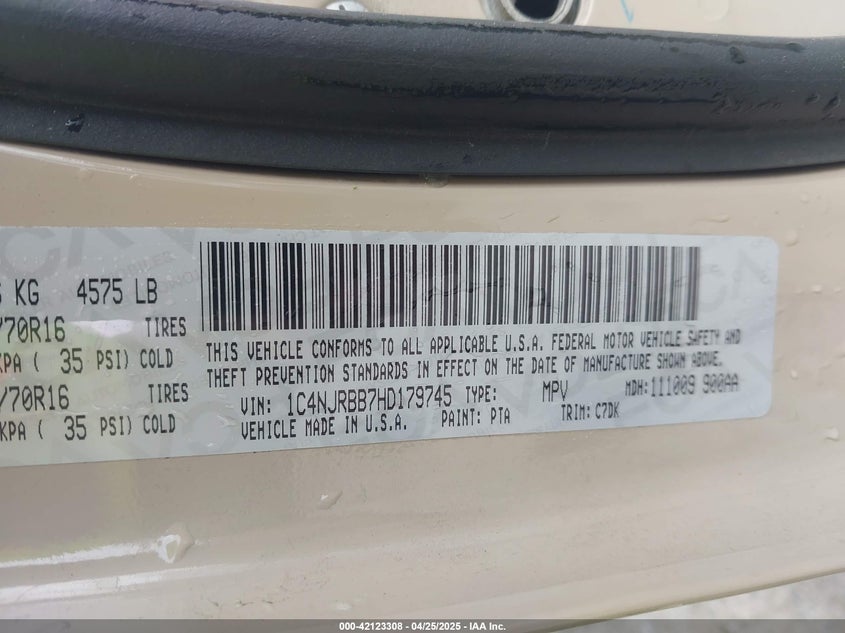 KG 4575 LB
/70R16 TIRES
KPA ( 35 PSI) COLD
/70R16 TIRES
KPA ( 35 PSI) COLD
THIS VEHICLE CONFORMS TO ALL APPLICABLE U.S.A. FEDERAL MOTOR VEHICLE SAFETY AND
THEFT PREVENTION STANDARDS IN EFFECT ON THE DATE OF MANUFACTURE SHOWN ABOVE.
VIN: 1C4NJRBB7HD179745 TYPE: MPV MDH:111009 900AA
VEHICLE MADE IN U.S.A. PAINT: PTA TRIM: C7DK
000-42123308 | 04/25/2025 | IAA Inc.